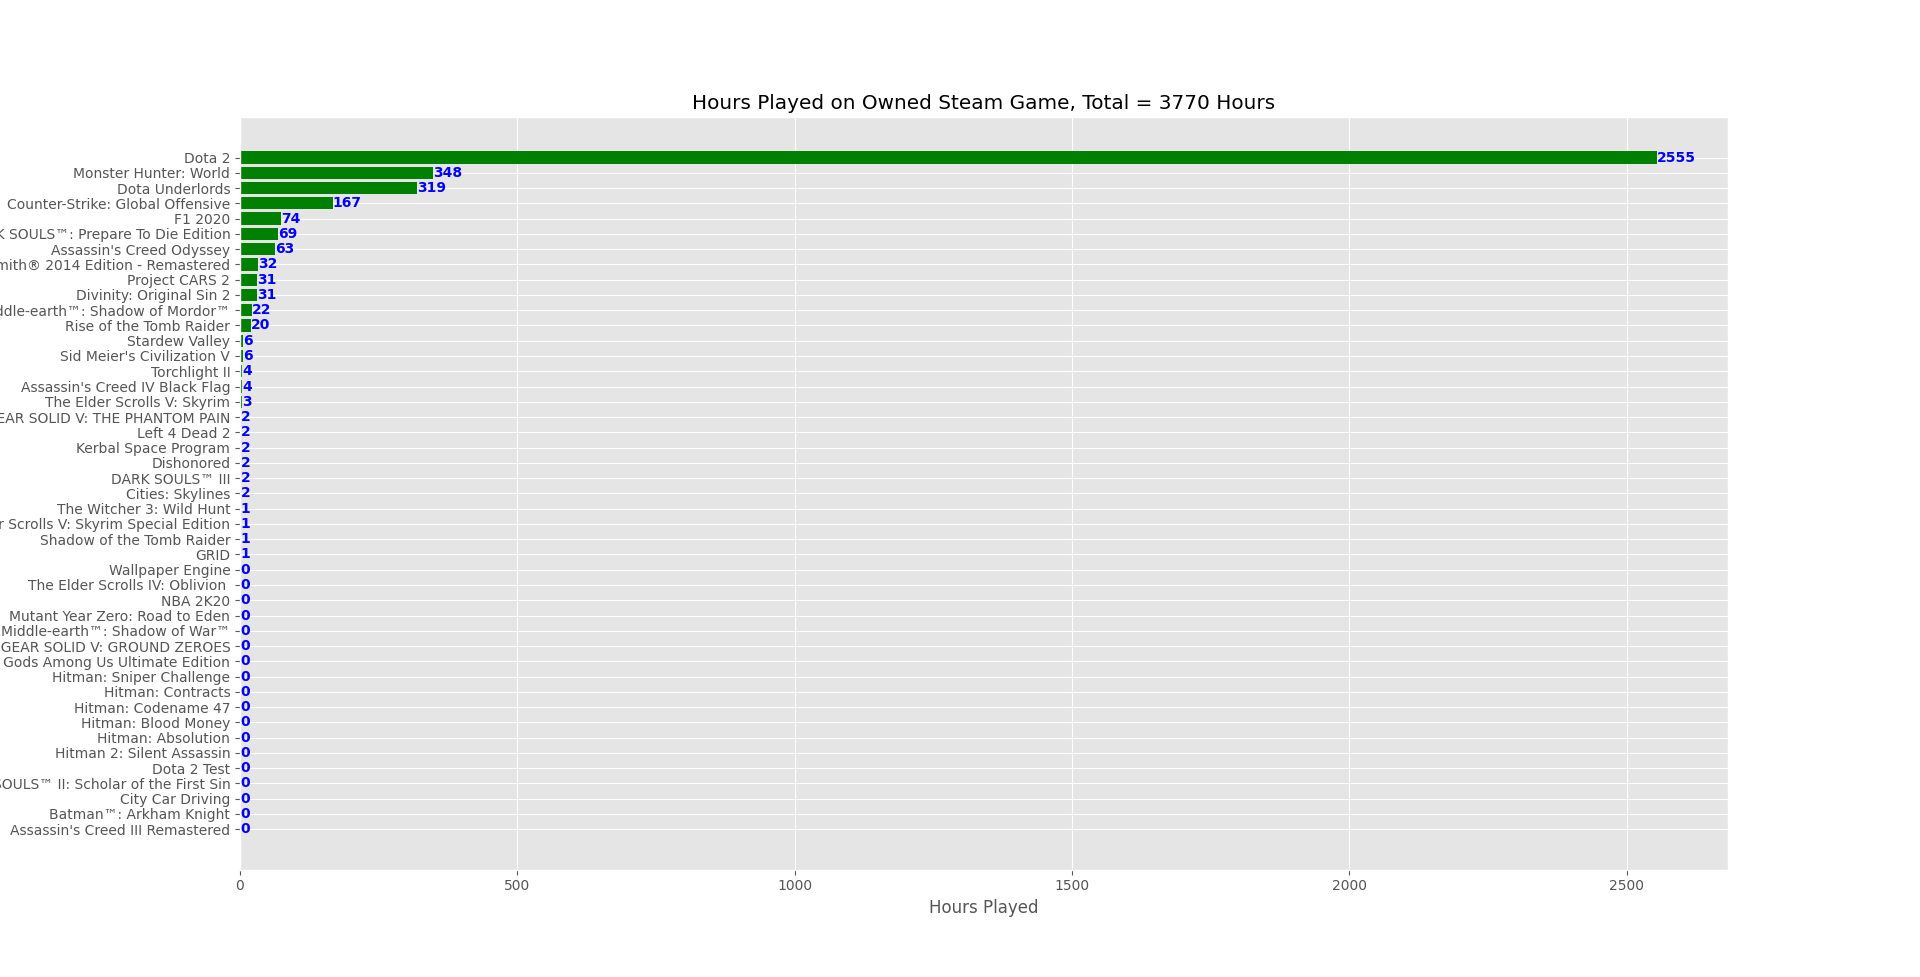 Hours Played on Owned Steam Game, Total = 3770 Hours
Dota 2 2555
Monster Hunter: World 348
Dota Underlords 319
Counter-Strike: Global Offensive 167
F1 2020 74
K SOULS™: Prepare To Die Edition 69
Assassin's Creed Odyssey 63
mith® 2014 Edition - Remastered 32
Project CARS 2 31
Divinity: Original Sin 2 31
ddle-earth™: Shadow of Mordor™ 22
Rise of the Tomb Raider 20
Stardew Valley 6
Sid Meier's Civilization V 6
Torchlight II 4
Assassin's Creed IV Black Flag 4
The Elder Scrolls V: Skyrim 3
EAR SOLID V: THE PHANTOM PAIN 2
Left 4 Dead 2 2
Kerbal Space Program 2
Dishonored 2
DARK SOULS™ III 2
Cities: Skylines 2
The Witcher 3: Wild Hunt 1
r Scrolls V: Skyrim Special Edition 1
Shadow of the Tomb Raider 1
GRID 1
Wallpaper Engine 0
The Elder Scrolls IV: Oblivion 0
NBA 2K20 0
Mutant Year Zero: Road to Eden 0
Middle-earth™: Shadow of War™ 0
GEAR SOLID V: GROUND ZEROES 0
Gods Among Us Ultimate Edition 0
Hitman: Sniper Challenge 0
Hitman: Contracts 0
Hitman: Codename 47 0
Hitman: Blood Money 0
Hitman: Absolution 0
Hitman 2: Silent Assassin 0
Dota 2 Test 0
SOULS™ II: Scholar of the First Sin 0
City Car Driving 0
Batman™: Arkham Knight 0
Assassin's Creed III Remastered 0
0 500 1000 1500 2000 2500
Hours Played